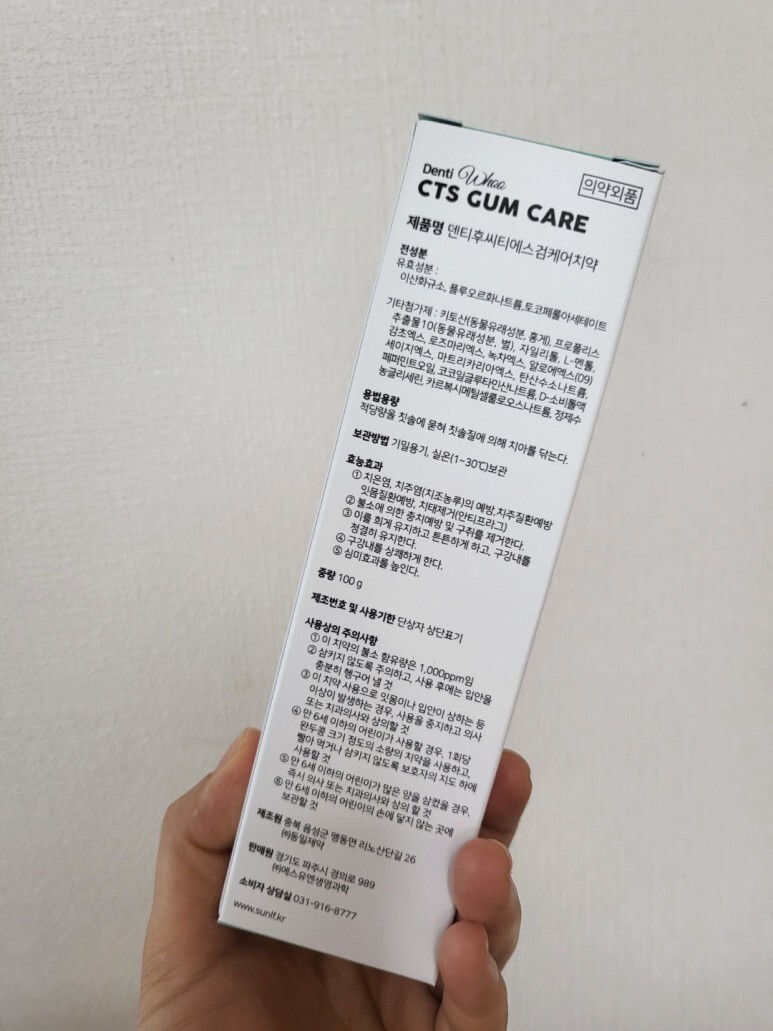 Denti Whoo
CTS GUM CARE
의약외품
제품명 덴티후씨티에스검케어치약
전성분
유효성분 :
이산화규소, 플루오르화나트륨,토코페롤아세테이트
기타첨가제 : 키토산(동물유래성분, 홍게), 프로폴리스
추출물10(동물유래성분, 벌), 자일리톨, L-멘톨,
감초엑스, 로즈마리엑스, 녹차엑스, 알로에엑스(09)
세이지엑스, 마트리카리아엑스, 탄산수소나트륨,
페퍼민트오일, 코코일글루타민산나트륨, D-소비톨액
농글리세린, 카르복시메틸셀룰로오스나트륨, 정제수
용법용량
적당량을 칫솔에 묻혀 칫솔질에 의해 치아를 닦는다.
보관방법 기밀용기, 실온(1~30℃)보관
효능효과
① 치은염, 치주염(치조농루)의 예방,치주질환예방
잇몸질환예방, 치태제거(안티프라그)
② 불소에 의한 충치예방 및 구취를 제거한다.
③ 이를 희게 유지하고 튼튼하게 하고, 구강내를
청결히 유지한다.
④ 구강내를 상쾌하게 한다.
⑤ 심미효과를 높인다.
중량 100 g
제조번호 및 사용기한 단상자 상단표기
사용상의 주의사항
① 이 치약의 불소 함유량은 1,000ppm임
② 삼키지 않도록 주의하고, 사용 후에는 입안을
충분히 헹구어 낼 것
③ 이 치약 사용으로 잇몸이나 입안이 상하는 등
이상이 발생하는 경우, 사용을 중지하고 의사
또는 치과의사와 상의할 것
④ 만 6세 이하의 어린이가 사용할 경우, 1회당
완두콩 크기 정도의 소량의 치약을 사용하고,
빨아 먹거나 삼키지 않도록 보호자의 지도 하에
사용할 것
⑤ 만 6세 이하의 어린이가 많은 양을 삼켰을 경우,
즉시 의사 또는 치과의사와 상의 할 것
⑥ 만 6세 이하의 어린이의 손에 닿지 않는 곳에
보관할 것
제조원 충북 음성군 맹동면 리노산단길 26
㈜동일제약
판매원 경기도 파주시 경의로 989
㈜에스유엔생명과학
소비자 상담실 031-916-8777
www.sunlf.kr